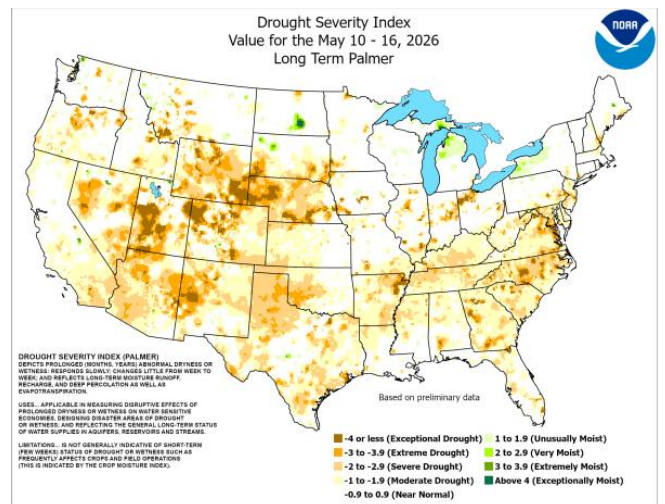 Drought Severity Index
Value for the May 10 - 16, 2026
Long Term Palmer
NOAA
DROUGHT SEVERITY INDEX (PALMER)
DEPICTS PROLONGED (MONTHS, YEARS) ABNORMAL DRYNESS OR
WETNESS; RESPONDS SLOWLY; CHANGES LITTLE FROM WEEK TO
WEEK; AND REFLECTS LONG-TERM MOISTURE RUNOFF,
RECHARGE, AND DEEP PERCOLATION AS WELL AS
EVAPOTRANSPIRATION.
USES... APPLICABLE IN MEASURING DISRUPTIVE EFFECTS OF
PROLONGED DRYNESS OR WETNESS ON WATER SENSITIVE
ECONOMIES, DESIGNING DISASTER AREAS OF DROUGHT
OR WETNESS; AND REFLECTING THE GENERAL LONG-TERM STATUS
OF WATER SUPPLIES IN AQUIFERS, RESERVOIRS AND STREAMS.
LIMITATIONS... IS NOT GENERALLY INDICATIVE OF SHORT-TERM
(FEW WEEKS) STATUS OF DROUGHT OR WETNESS SUCH AS
FREQUENTLY AFFECTS CROPS AND FIELD OPERATIONS
(THIS IS INDICATED BY THE CROP MOISTURE INDEX).
Based on preliminary data
-4 or less (Exceptional Drought)
-3 to -3.9 (Extreme Drought)
-2 to -2.9 (Severe Drought)
-1 to -1.9 (Moderate Drought)
-0.9 to 0.9 (Near Normal)
1 to 1.9 (Unusually Moist)
2 to 2.9 (Very Moist)
3 to 3.9 (Extremely Moist)
Above 4 (Exceptionally Moist)